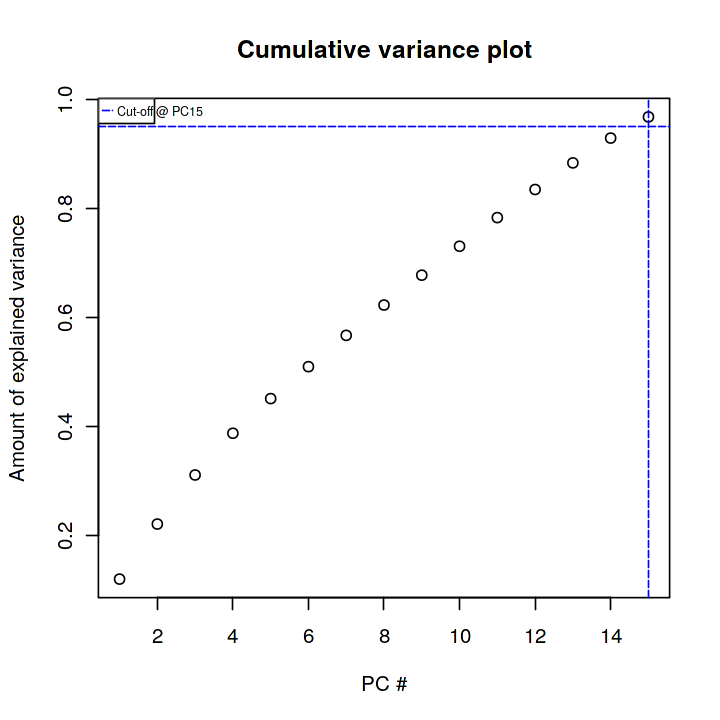 Cumulative variance plot
Cut-off @ PC15
Amount of explained variance
1.0
0.8
0.6
0.4
0.2
2 4 6 8 10 12 14
PC #